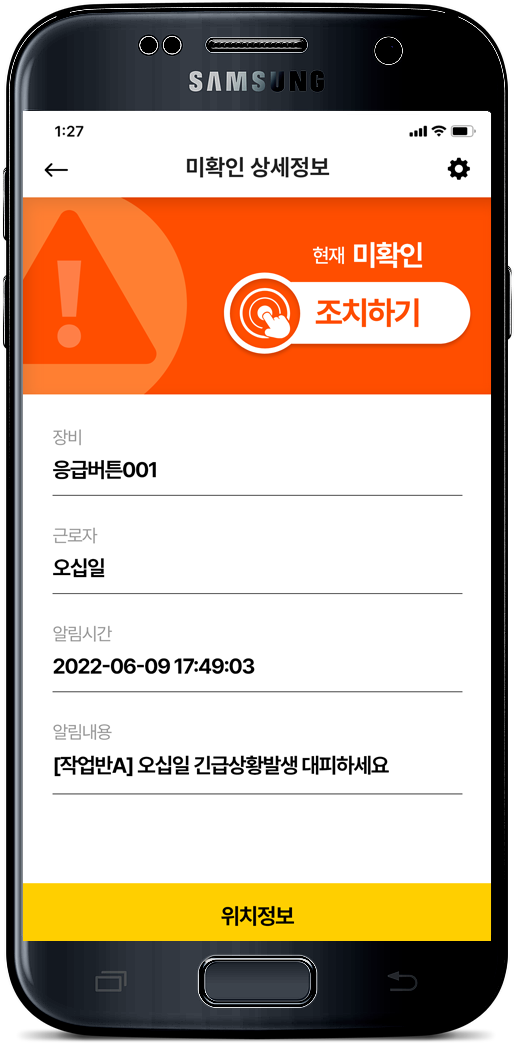 SAMSUNG
1:27
미확인 상세정보
현재 미확인
조치하기
장비
응급버튼001
근로자
오십일
알림시간
2022-06-09 17:49:03
알림내용
[작업반A] 오십일 긴급상황발생 대피하세요
위치정보